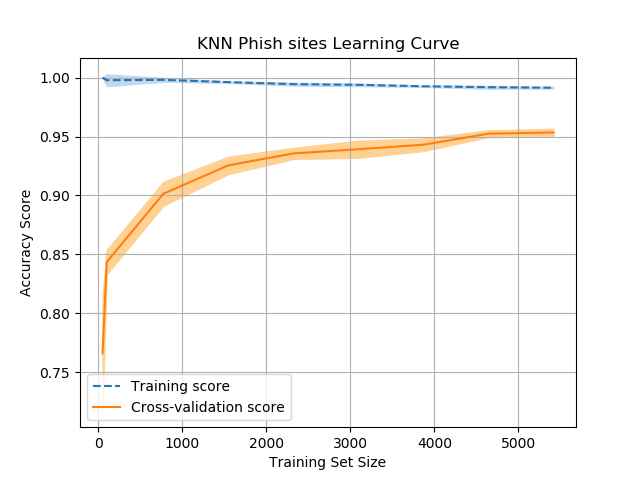 KNN Phish sites Learning Curve
1.00
0.95
0.90
0.85
0.80
0.75
Accuracy Score
Training score
Cross-validation score
0 1000 2000 3000 4000 5000
Training Set Size